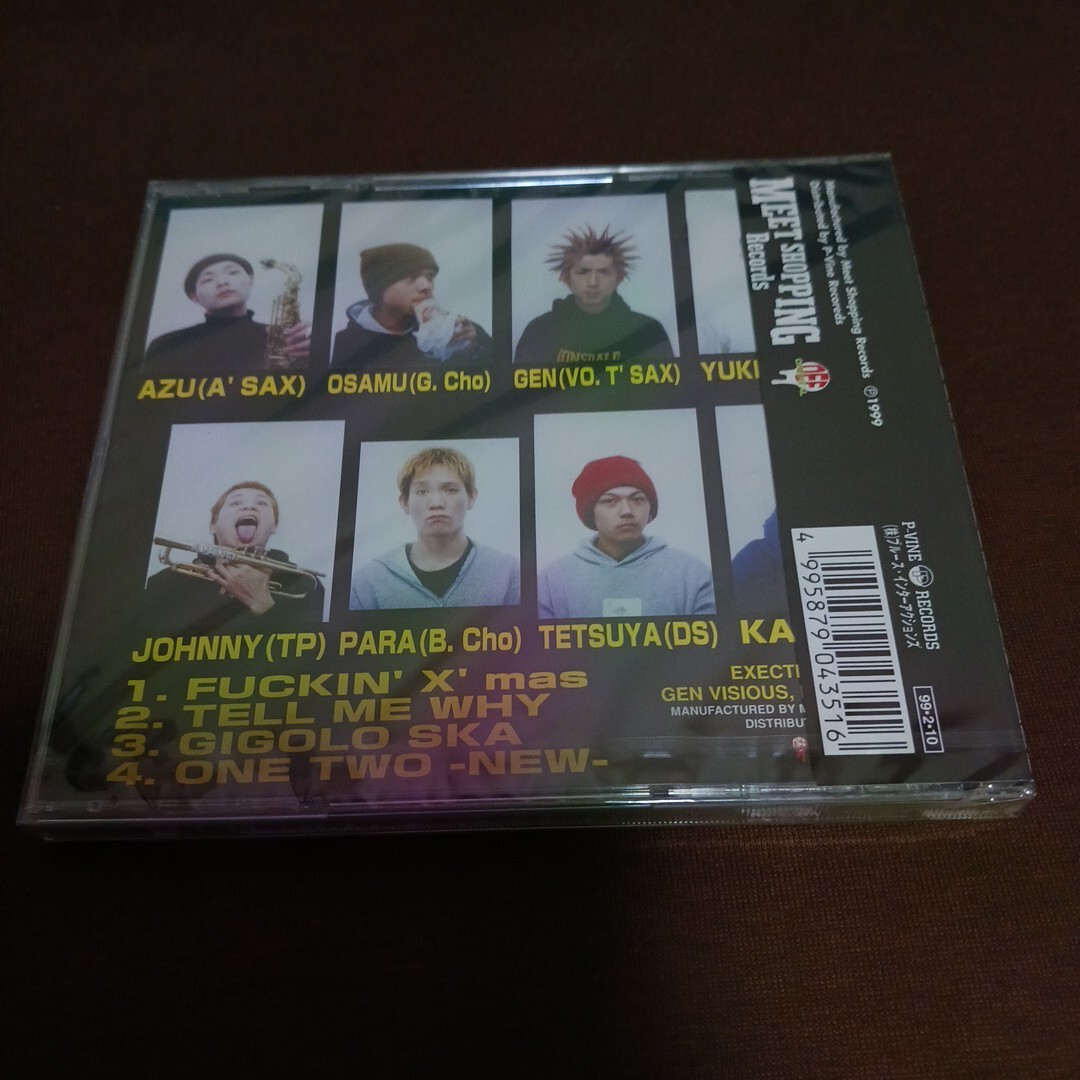 AZU(A' SAX)
OSAMU(G. Cho)
GEN(VO. T' SAX)
YUKI
JOHNNY(TP)
PARA(B. Cho)
TETSUYA(DS)
KA
1. FUCKIN' X' mas
2. TELL ME WHY
3. GIGOLO SKA
4. ONE TWO -NEW-
EXECTI
GEN VISIOUS,
MANUFACTURED BY M
DISTRIBUT
MEET SHOPPING
Records
Manufactured by Meet Shopping Records ℗1999
Distributed by P-Vine Records
P-VINE RECORDS
(株)ブルース・インターアクションズ
4 995879 043516
99・2・10